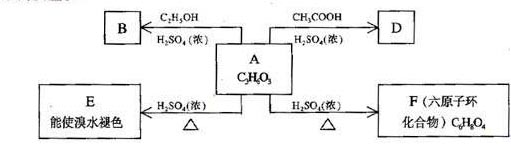 B
C₂H₅OH
H₂SO₄(浓)
CH₃COOH
H₂SO₄(浓)
D
A
C₃H₆O₃
E
能使溴水褪色
H₂SO₄(浓)
△
H₂SO₄(浓)
△
F(六原子环
化合物) C₆H₈O₄